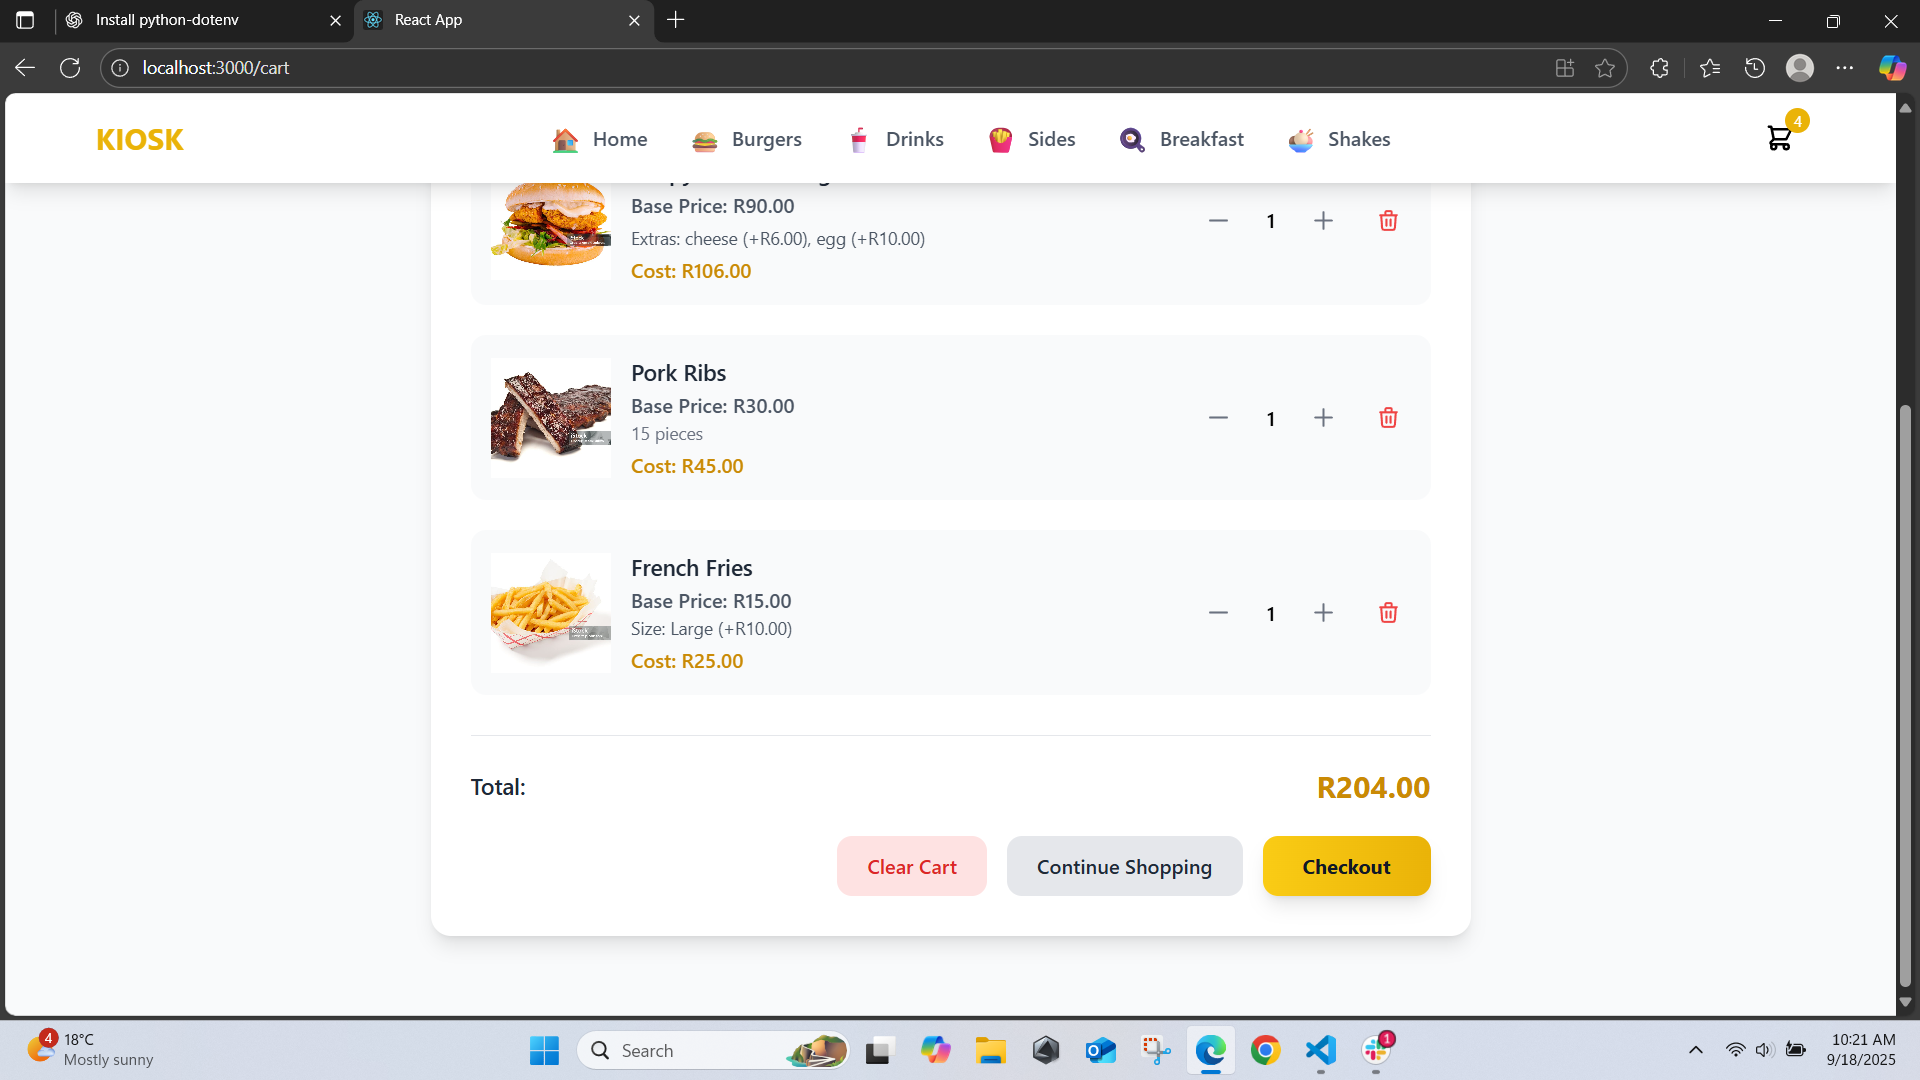 Install python-dotenv
React App
localhost:3000/cart
KIOSK
Home
Burgers
Drinks
Sides
Breakfast
Shakes
4
Base Price: R90.00
Extras: cheese (+R6.00), egg (+R10.00)
Cost: R106.00
1
Pork Ribs
Base Price: R30.00
15 pieces
Cost: R45.00
1
French Fries
Base Price: R15.00
Size: Large (+R10.00)
Cost: R25.00
1
Total:
R204.00
Clear Cart
Continue Shopping
Checkout
4
18°C
Mostly sunny
Search
1
10:21 AM
9/18/2025